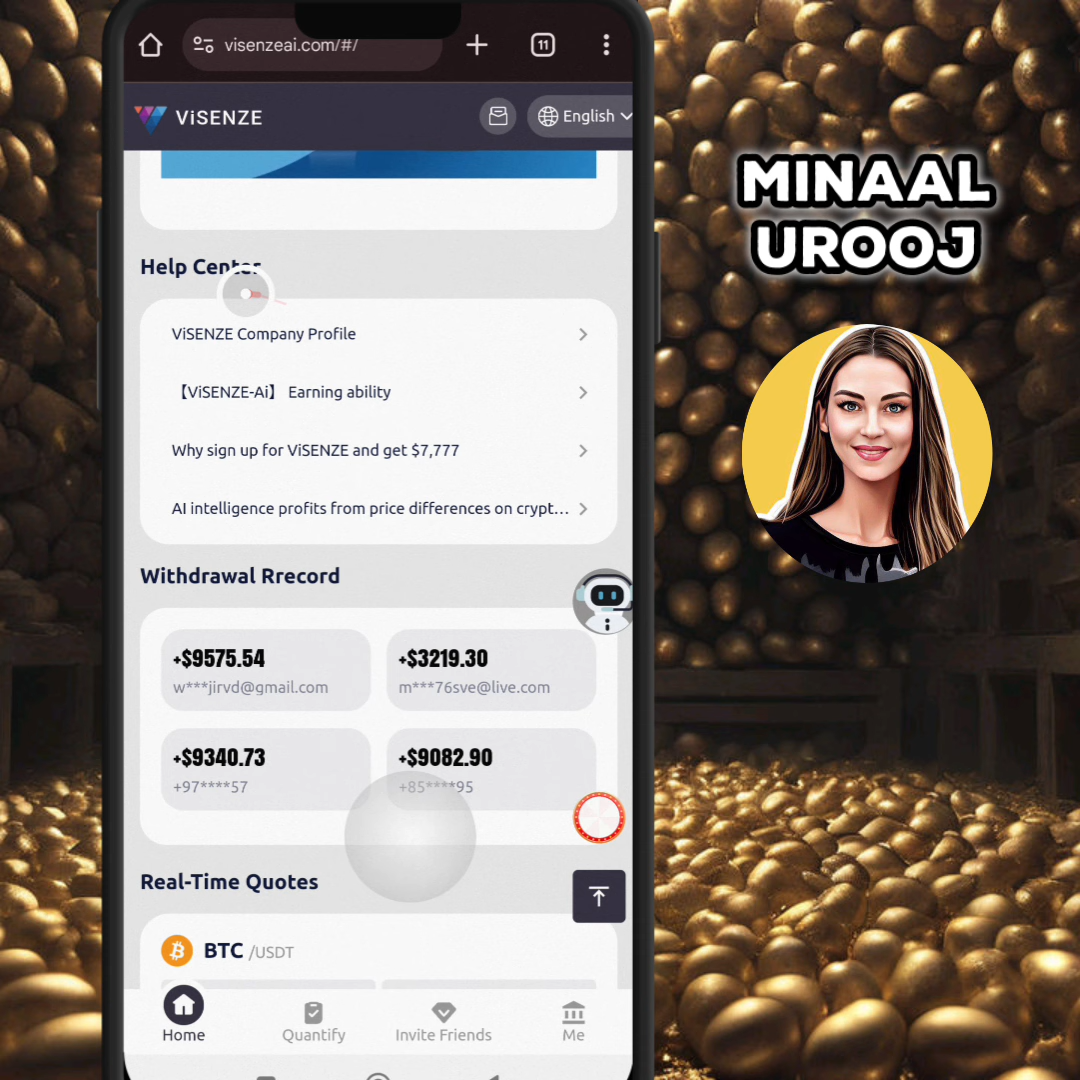 visenzeai.com/#/
11
ViSENZE
English
Help Center
ViSENZE Company Profile
【ViSENZE-Ai】 Earning ability
Why sign up for ViSENZE and get $7,777
AI intelligence profits from price differences on crypt...
Withdrawal Rrecord
+$9575.54
w***jirvd@gmail.com
+$3219.30
m***76sve@live.com
+$9340.73
+97****57
+$9082.90
+85****95
Real-Time Quotes
BTC /USDT
Home
Quantify
Invite Friends
Me
MINAAL
UROOJ